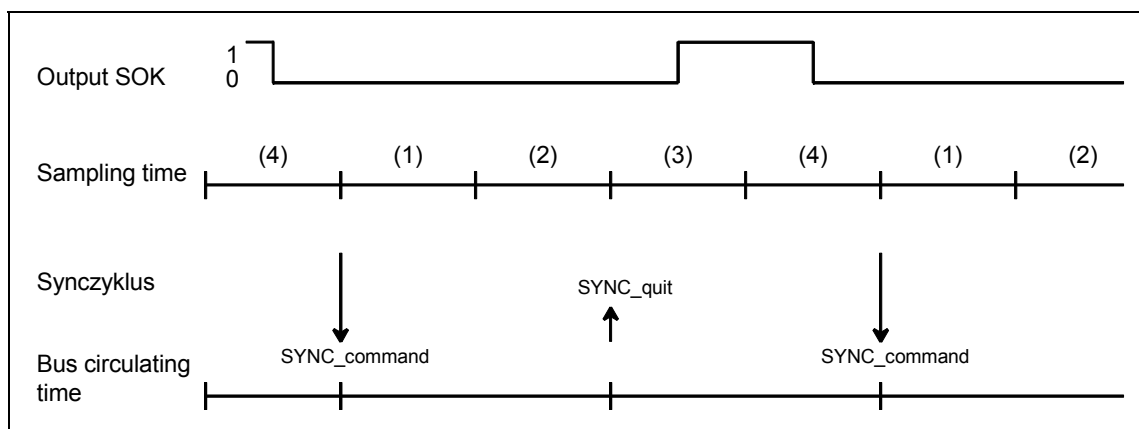 1
Output SOK
0
(4) (1) (2) (3) (4) (1) (2)
Sampling time
Synczyklus
SYNC_quit
SYNC_command SYNC_command
Bus circulating
time